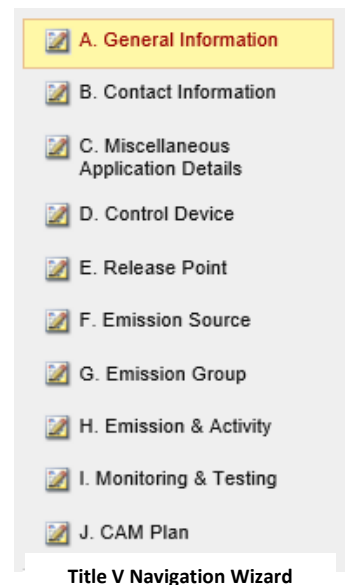 A. General Information
B. Contact Information
C. Miscellaneous
Application Details
D. Control Device
E. Release Point
F. Emission Source
G. Emission Group
H. Emission & Activity
I. Monitoring & Testing
J. CAM Plan
Title V Navigation Wizard